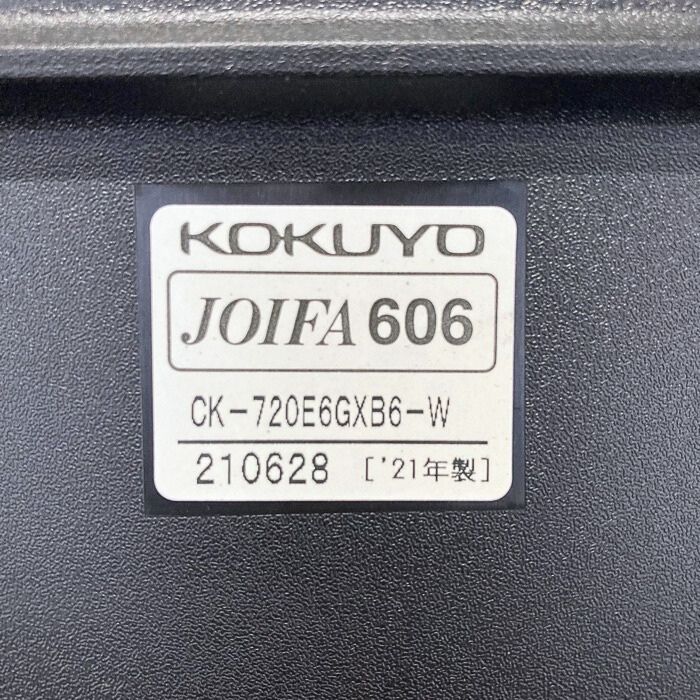 KOKUYO
JOIFA 606
CK-720E6GXB6-W
210628 ['21年製]